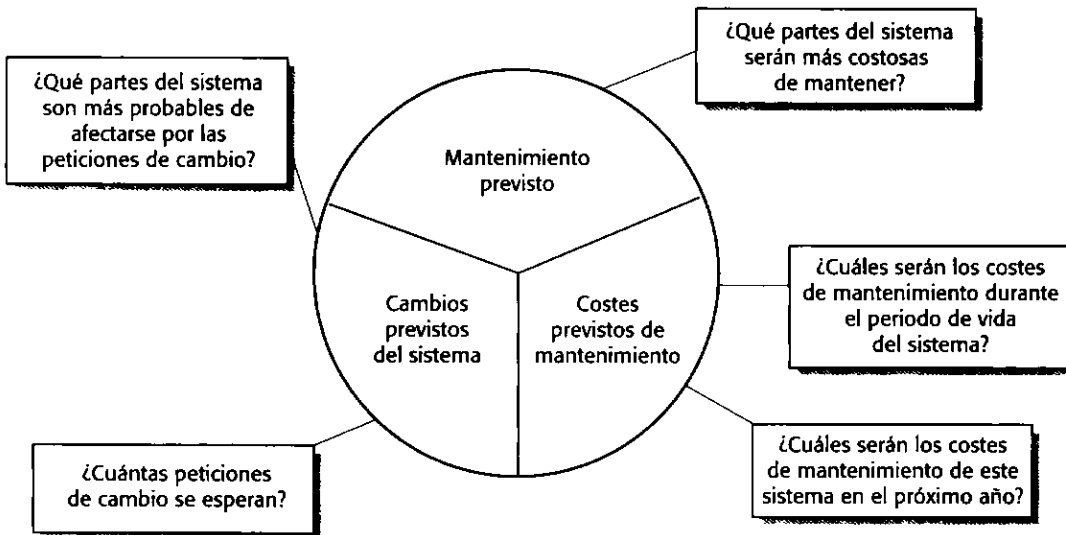 ¿Qué partes del sistema
serán más costosas
de mantener?
¿Qué partes del sistema
son más probables de
afectarse por las
peticiones de cambio?
Mantenimiento
previsto
Cambios
previstos
del sistema
Costes
previstos de
mantenimiento
¿Cuáles serán los costes
de mantenimiento durante
el periodo de vida
del sistema?
¿Cuántas peticiones
de cambio se esperan?
¿Cuáles serán los costes
de mantenimiento de este
sistema en el próximo año?